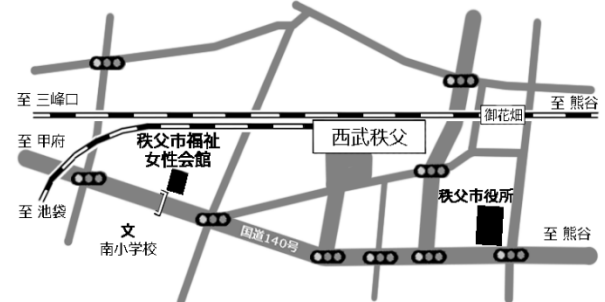 至 三峰口
至 熊谷
御花畑
至 甲府
秩父市福祉
女性会館
西武秩父
至 池袋
秩父市役所
文
南小学校
国道140号
至 熊谷